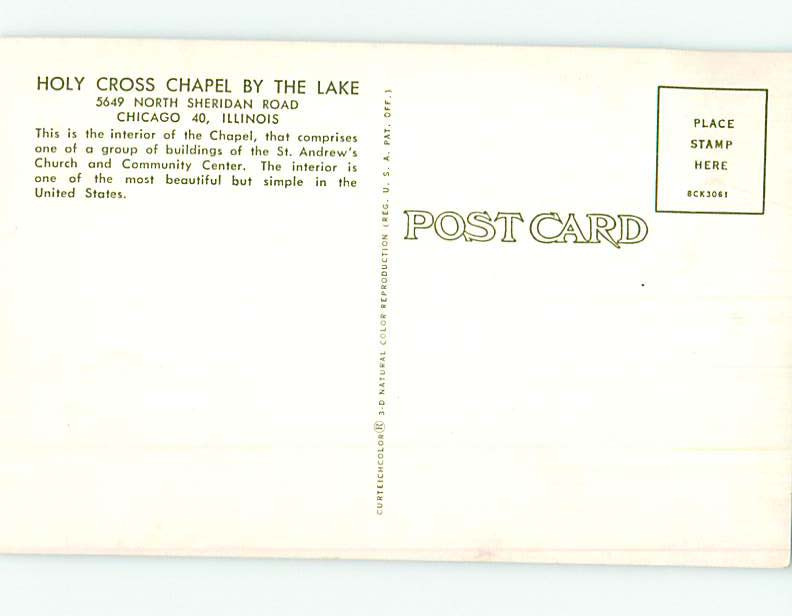 HOLY CROSS CHAPEL BY THE LAKE
5649 NORTH SHERIDAN ROAD
CHICAGO 40, ILLINOIS
This is the interior of the Chapel, that comprises
one of a group of buildings of the St. Andrew's
Church and Community Center. The interior is
one of the most beautiful but simple in the
United States.
CURTEICHCOLOR® 3-D NATURAL COLOR REPRODUCTION (REG. U. S. A. PAT. OFF.)
POST CARD
PLACE
STAMP
HERE
8CK3061